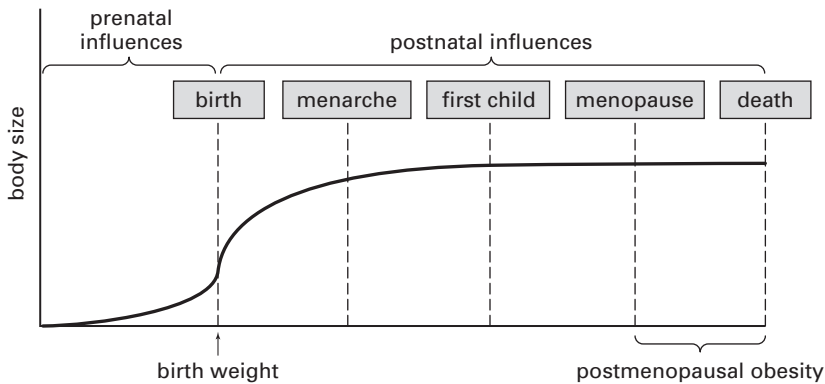 prenatal
influences
postnatal influences
birth
menarche
first child
menopause
death
body size
birth weight
postmenopausal obesity